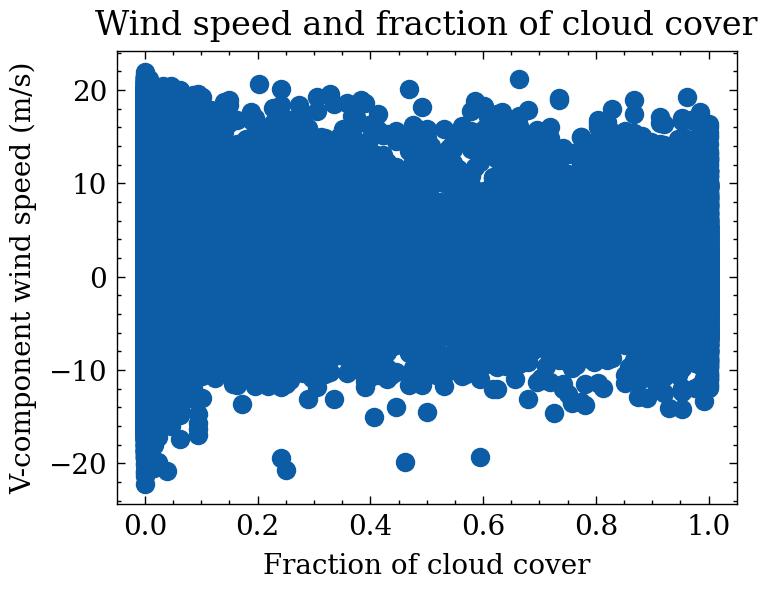 Wind speed and fraction of cloud cover
V-component wind speed (m/s)
20
10
0
−10
−20
0.0 0.2 0.4 0.6 0.8 1.0
Fraction of cloud cover